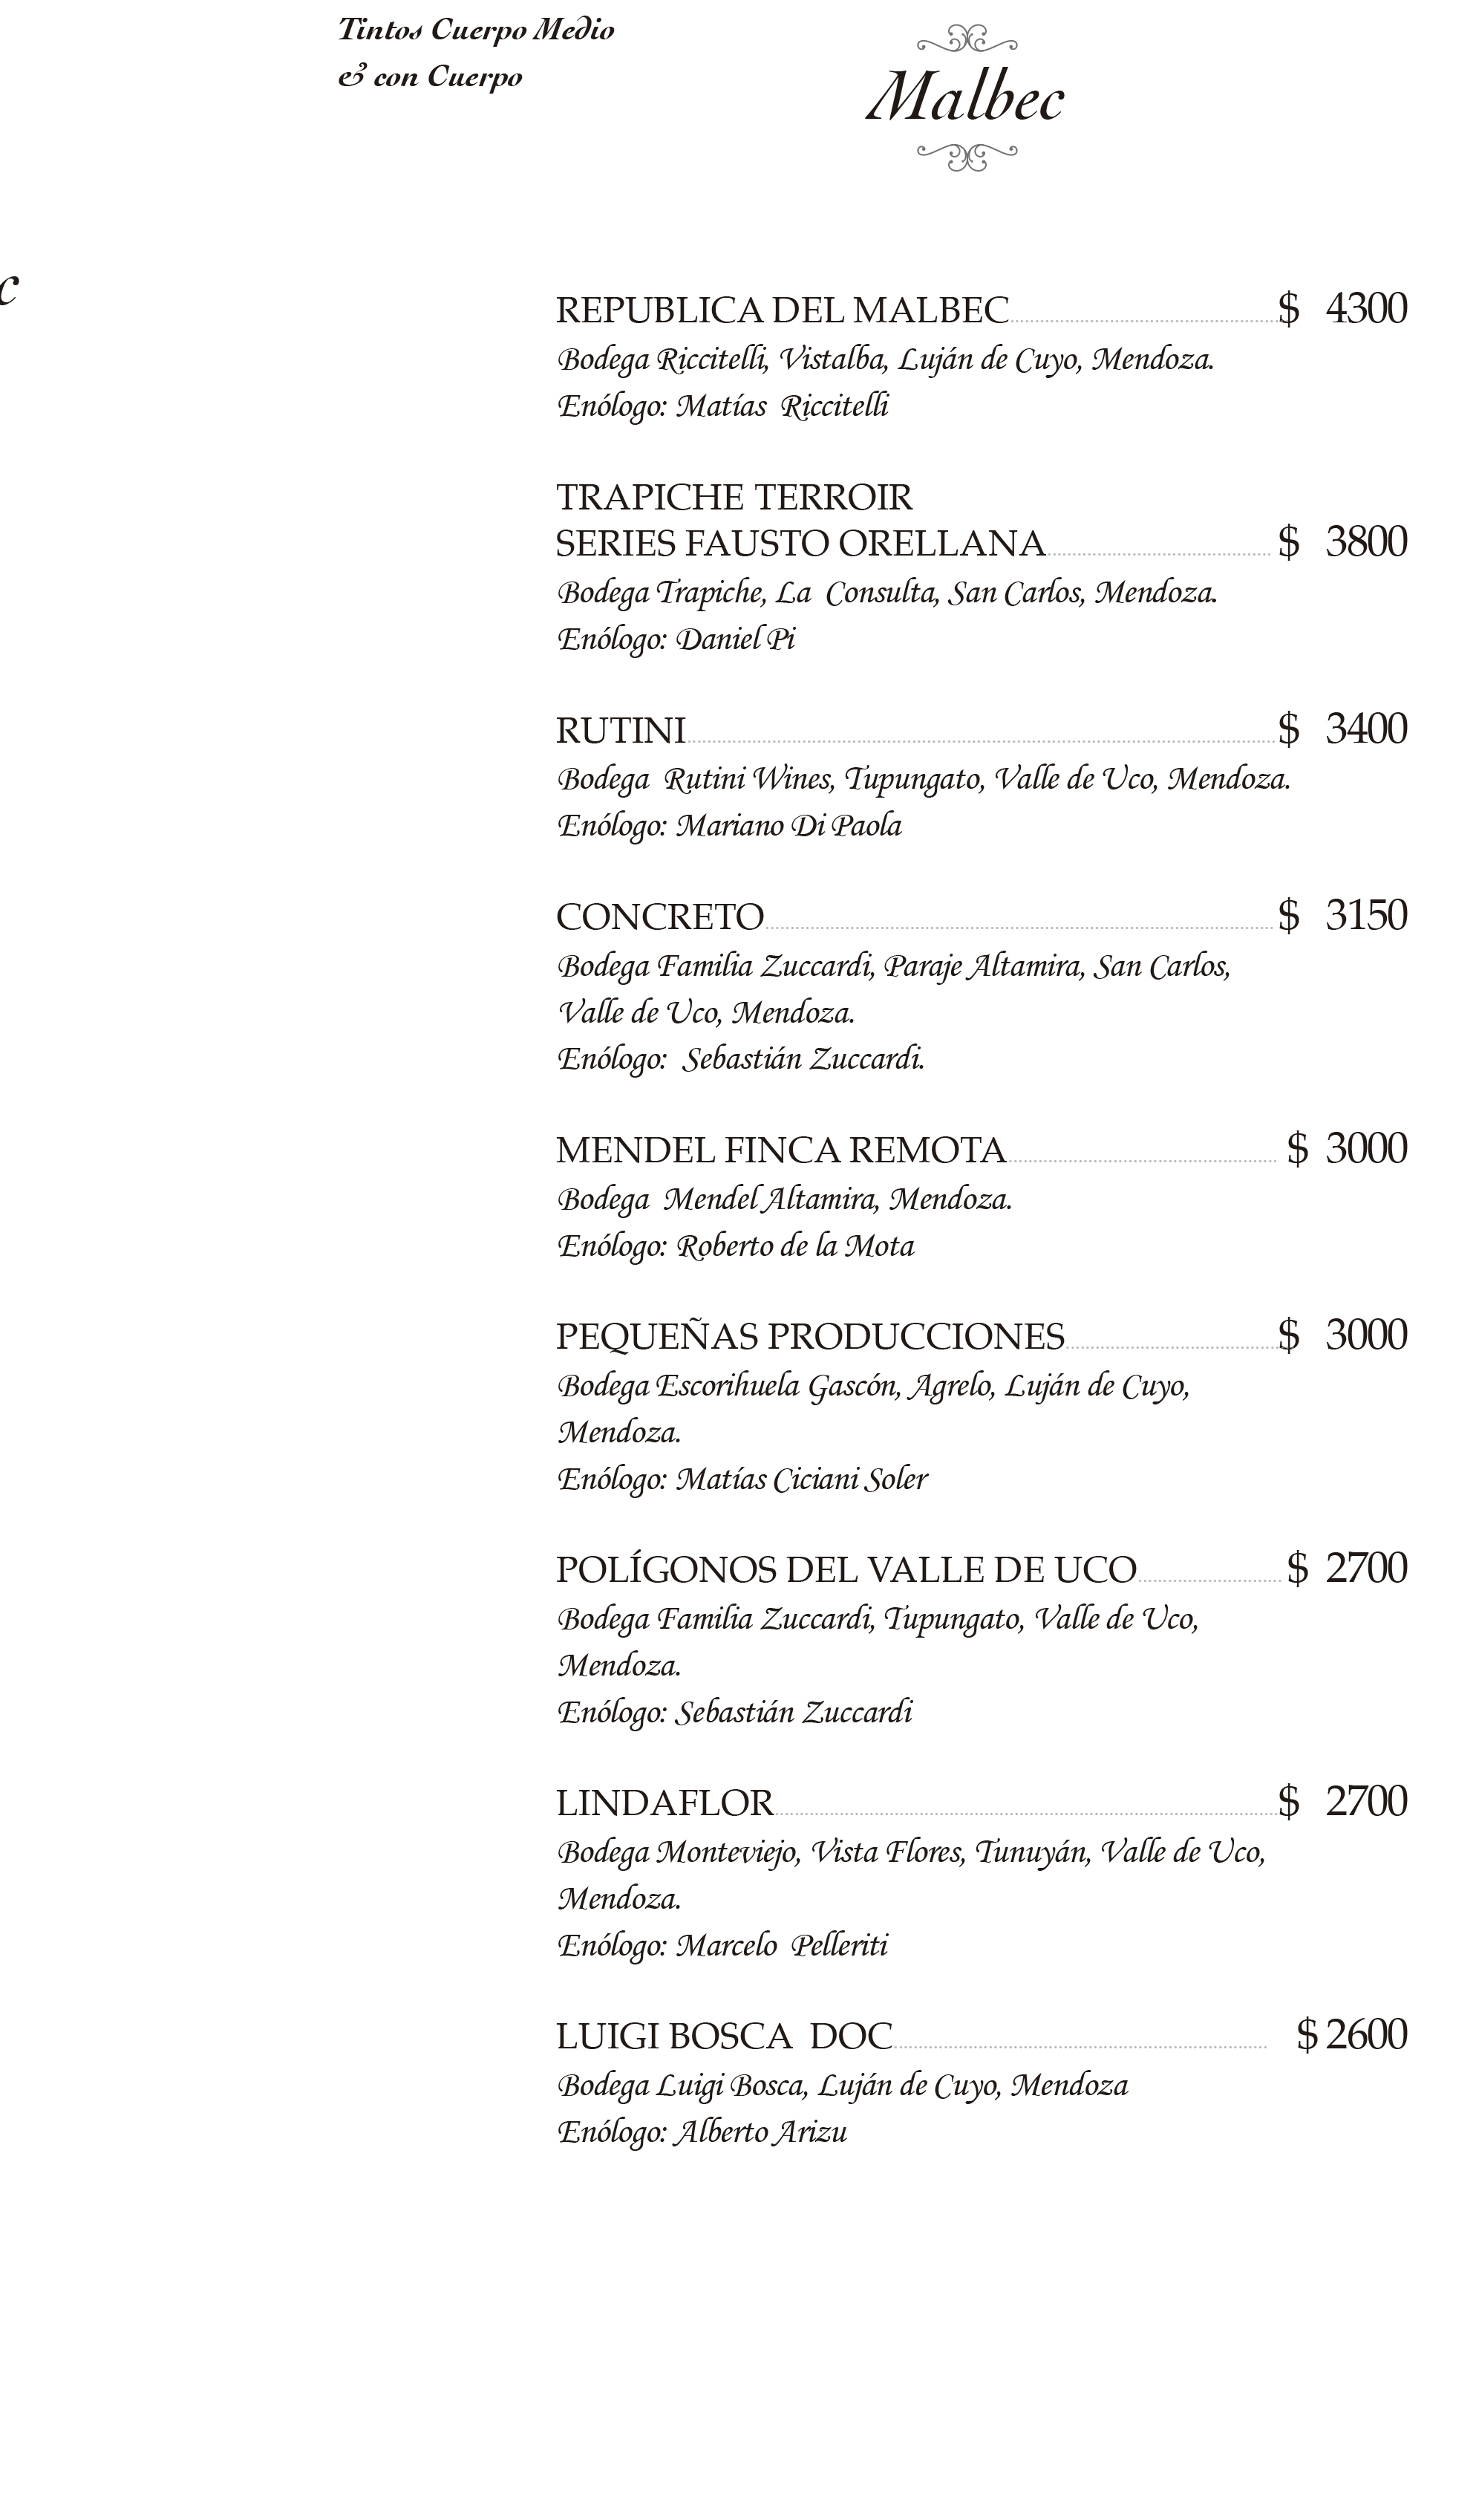 Tintos Cuerpo Medio
& con Cuerpo
Malbec
c
REPUBLICA DEL MALBEC $ 4300
Bodega Riccitelli, Vistalba, Luján de Cuyo, Mendoza.
Enólogo: Matías Riccitelli
TRAPICHE TERROIR
SERIES FAUSTO ORELLANA $ 3800
Bodega Trapiche, La Consulta, San Carlos, Mendoza.
Enólogo: Daniel Pi
RUTINI $ 3400
Bodega Rutini Wines, Tupungato, Valle de Uco, Mendoza.
Enólogo: Mariano Di Paola
CONCRETO $ 3150
Bodega Familia Zuccardi, Paraje Altamira, San Carlos,
Valle de Uco, Mendoza.
Enólogo: Sebastián Zuccardi.
MENDEL FINCA REMOTA $ 3000
Bodega Mendel Altamira, Mendoza.
Enólogo: Roberto de la Mota
PEQUEÑAS PRODUCCIONES $ 3000
Bodega Escorihuela Gascón, Agrelo, Luján de Cuyo,
Mendoza.
Enólogo: Matías Ciciani Soler
POLÍGONOS DEL VALLE DE UCO $ 2700
Bodega Familia Zuccardi, Tupungato, Valle de Uco,
Mendoza.
Enólogo: Sebastián Zuccardi
LINDAFLOR $ 2700
Bodega Monteviejo, Vista Flores, Tunuyán, Valle de Uco,
Mendoza.
Enólogo: Marcelo Pelleriti
LUIGI BOSCA DOC $ 2600
Bodega Luigi Bosca, Luján de Cuyo, Mendoza
Enólogo: Alberto Arizu